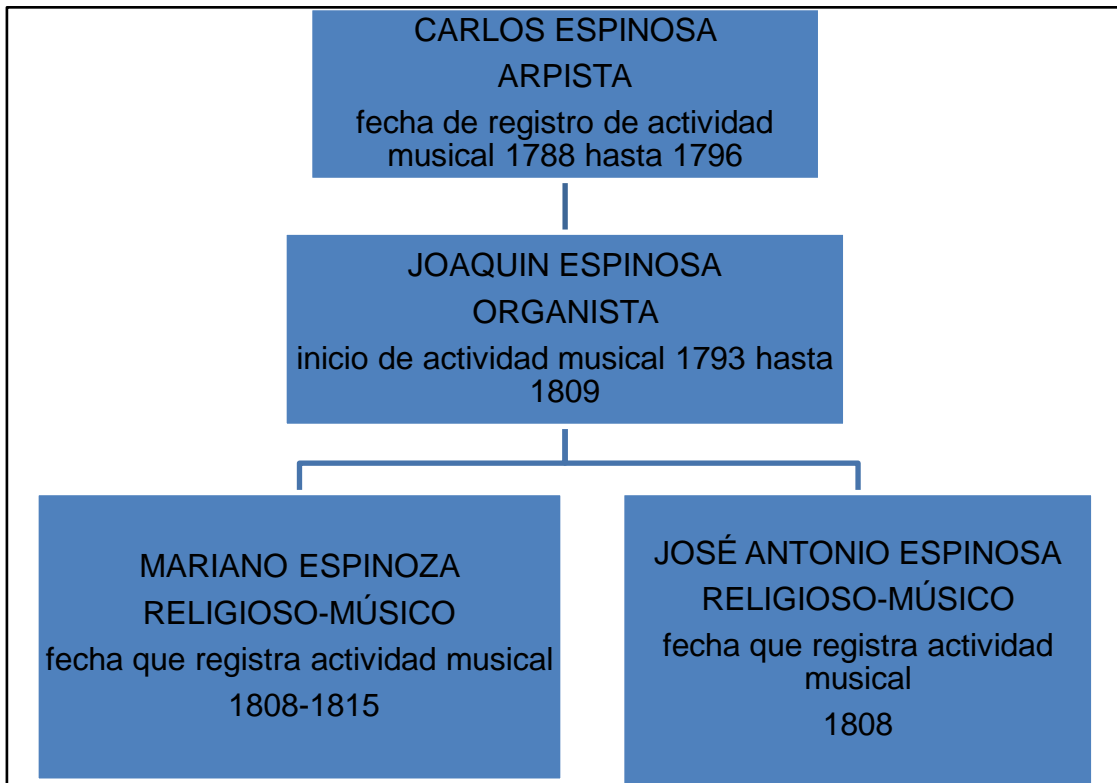 CARLOS ESPINOSA
ARPISTA
fecha de registro de actividad
musical 1788 hasta 1796
JOAQUIN ESPINOSA
ORGANISTA
inicio de actividad musical 1793 hasta
1809
MARIANO ESPINOZA
RELIGIOSO-MÚSICO
fecha que registra actividad musical
1808-1815
JOSÉ ANTONIO ESPINOSA
RELIGIOSO-MÚSICO
fecha que registra actividad
musical
1808